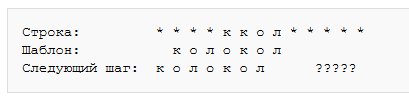 Строка: * * * * к к о л * * * * *
Шаблон: к о л о к о л
Следующий шаг: к о л о к о л ?????